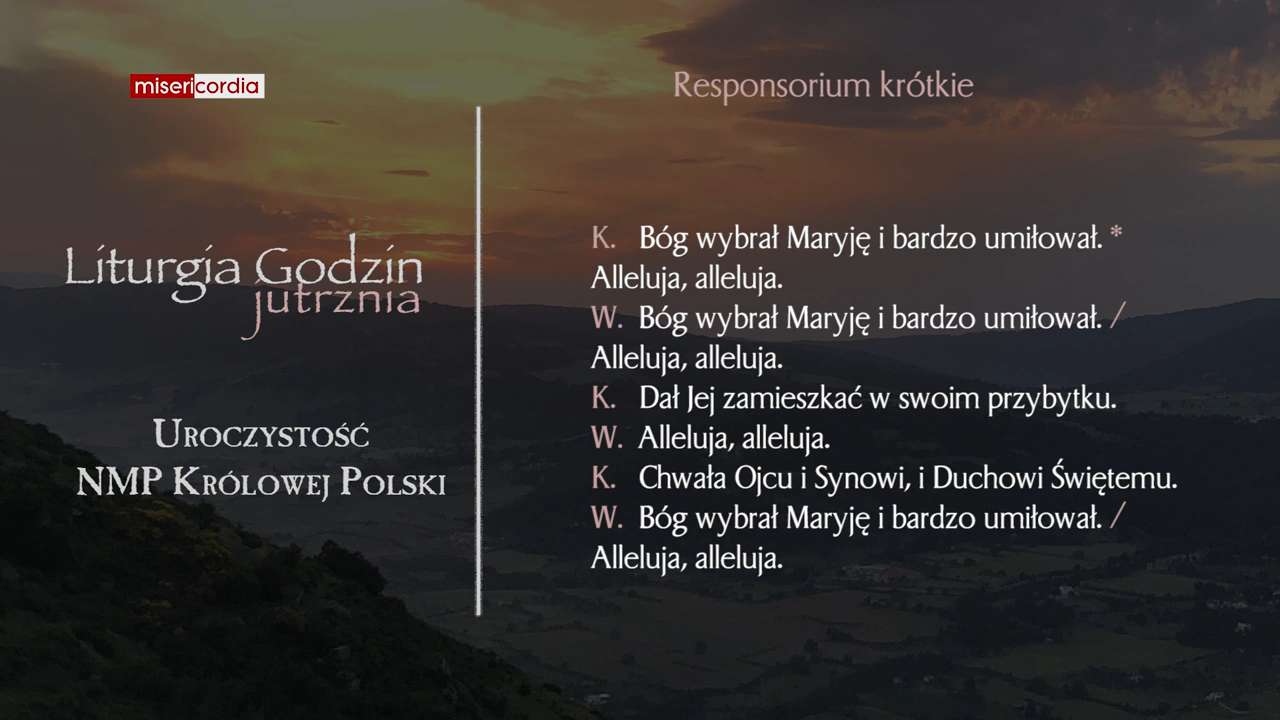 misericordia
Liturgia Godzin
jutrznia
Uroczystość
NMP Królowej Polski
Responsorium krótkie
K. Bóg wybrał Maryję i bardzo umiłował. *
Alleluja, alleluja.
W. Bóg wybrał Maryję i bardzo umiłował. /
Alleluja, alleluja.
K. Dał Jej zamieszkać w swoim przybytku.
W. Alleluja, alleluja.
K. Chwała Ojcu i Synowi, i Duchowi Świętemu.
W. Bóg wybrał Maryję i bardzo umiłował. /
Alleluja, alleluja.